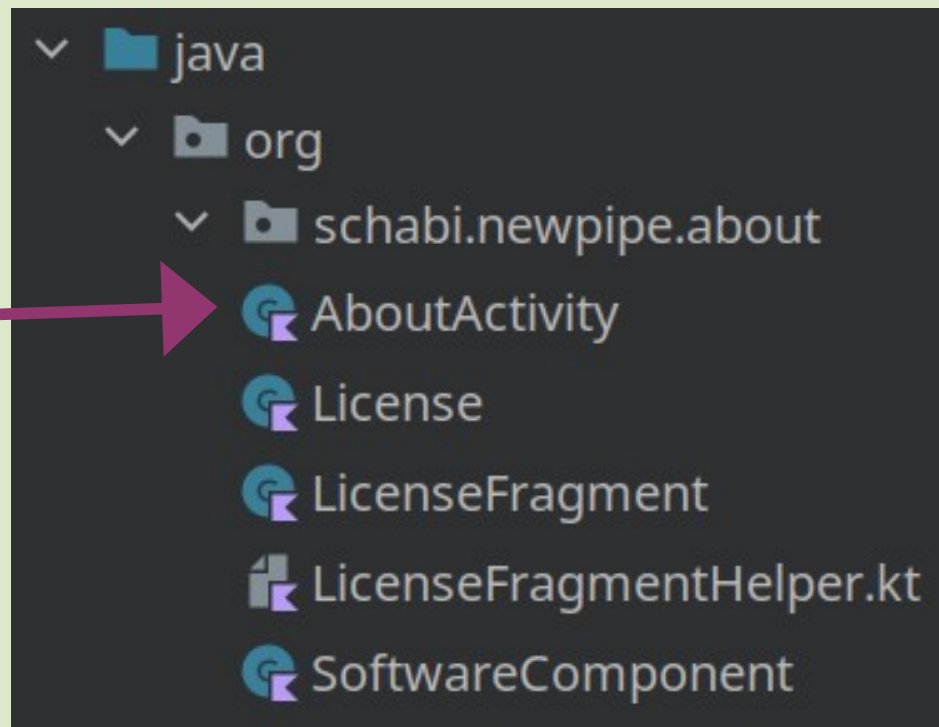 java
org
schabi.newpipe.about
AboutActivity
License
LicenseFragment
LicenseFragmentHelper.kt
SoftwareComponent